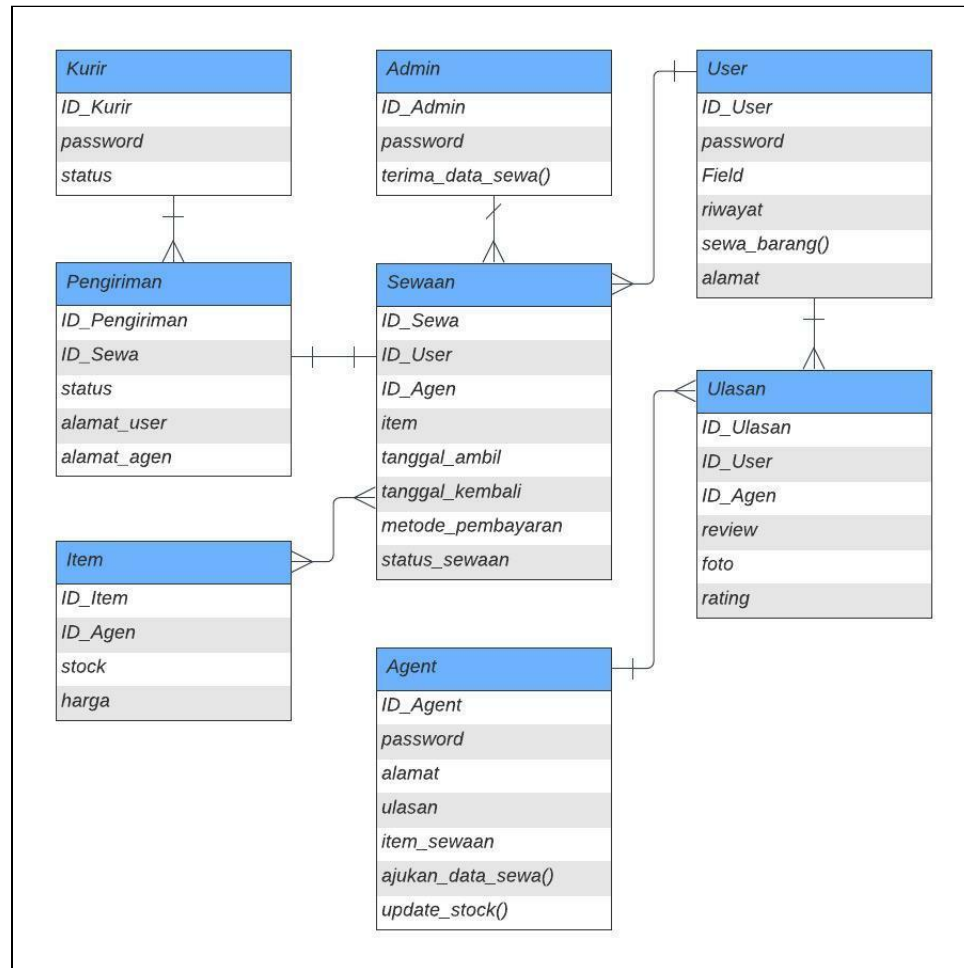 Kurir
ID_Kurir
password
status
Admin
ID_Admin
password
terima_data_sewa()
User
ID_User
password
Field
riwayat
sewa_barang()
alamat
Pengiriman
ID_Pengiriman
ID_Sewa
status
alamat_user
alamat_agen
Sewaan
ID_Sewa
ID_User
ID_Agen
item
tanggal_ambil
tanggal_kembali
metode_pembayaran
status_sewaan
Ulasan
ID_Ulasan
ID_User
ID_Agen
review
foto
rating
Item
ID_Item
ID_Agen
stock
harga
Agent
ID_Agent
password
alamat
ulasan
item_sewaan
ajukan_data_sewa()
update_stock()